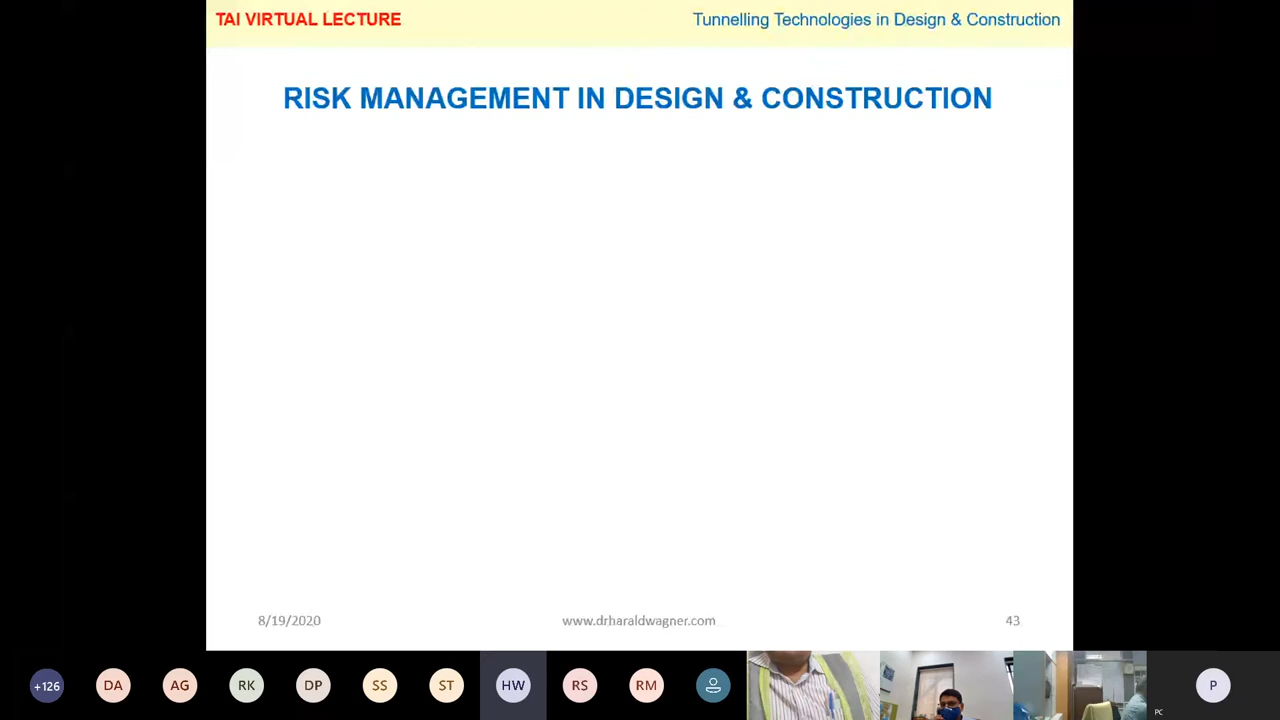 TAI VIRTUAL LECTURE Tunnelling Technologies in Design & Construction
RISK MANAGEMENT IN DESIGN & CONSTRUCTION
8/19/2020 www.drharaldwagner.com 43
+126 DA AG RK DP SS ST HW RS RM P
PC